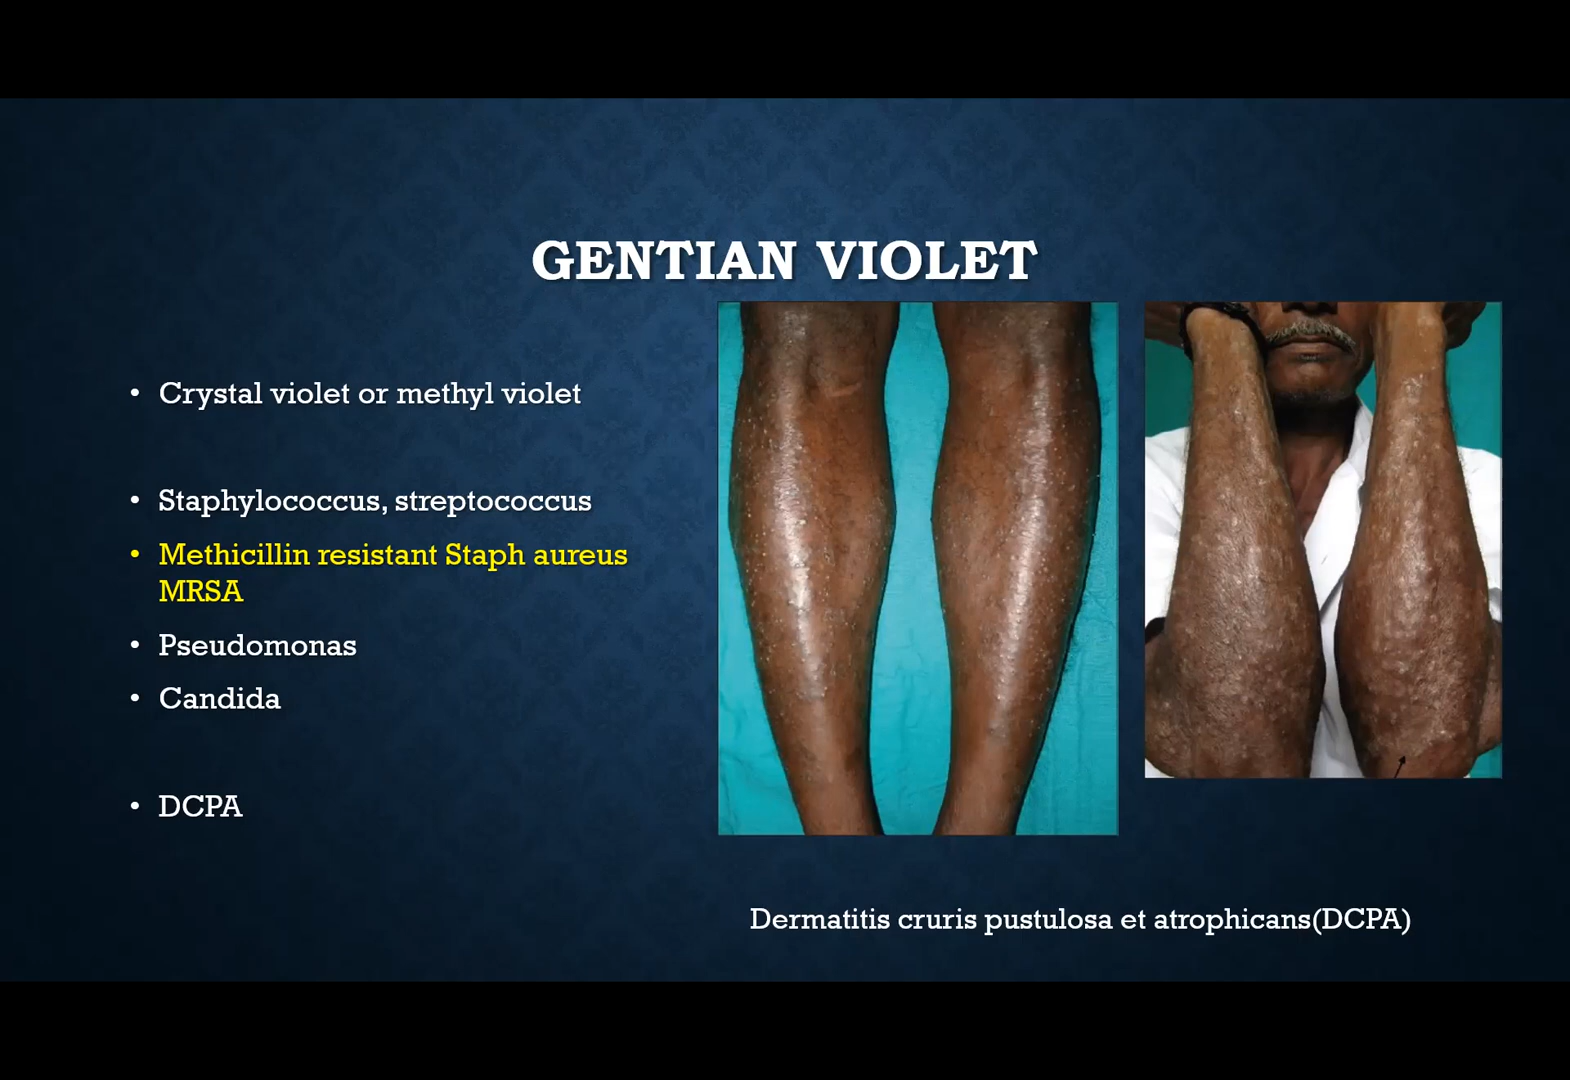 GENTIAN VIOLET
• Crystal violet or methyl violet
• Staphylococcus, streptococcus
• Methicillin resistant Staph aureus
MRSA
• Pseudomonas
• Candida
• DCPA
Dermatitis cruris pustulosa et atrophicans(DCPA)